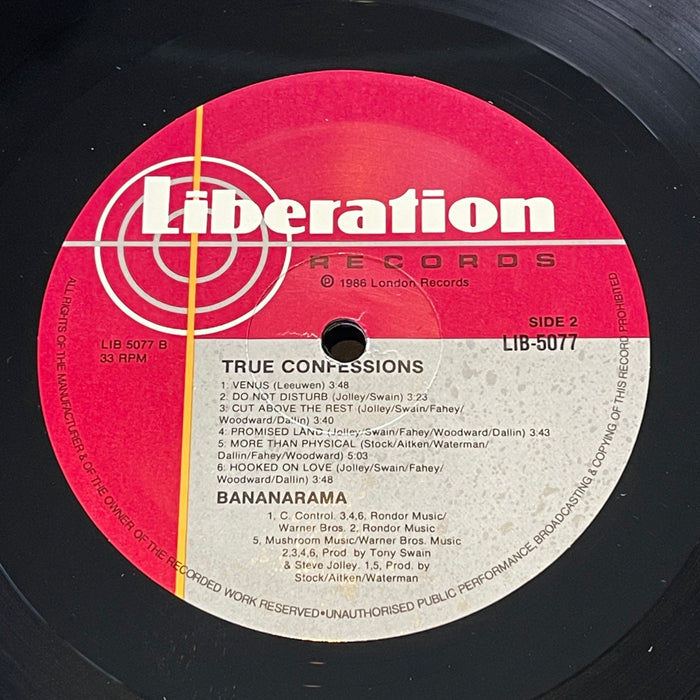 Liberation
RECORDS
℗ 1986 London Records
SIDE 2
LIB 5077 B
LIB-5077
33 RPM
TRUE CONFESSIONS
1: VENUS (Leeuwen) 3:48
2: DO NOT DISTURB (Jolley/Swain) 3:23
3: CUT ABOVE THE REST (Jolley/Swain/Fahey/
Woodward/Dallin) 3:40
4: PROMISED LAND (Jolley/Swain/Fahey/Woodward/Dallin) 3:43
5: MORE THAN PHYSICAL (Stock/Aitken/Waterman/
Dallin/Fahey/Woodward) 5:03
6: HOOKED ON LOVE (Jolley/Swain/Fahey/
Woodward/Dallin) 3:48
BANANARAMA
1, C. Control. 3,4,6, Rondor Music/
Warner Bros. 2, Rondor Music
5, Mushroom Music/Warner Bros. Music
2,3,4,6, Prod. by Tony Swain
& Steve Jolley. 1,5, Prod. by
Stock/Aitken/Waterman
ALL RIGHTS OF THE MANUFACTURER & OF THE OWNER OF THE RECORDED WORK RESERVED•UNAUTHORISED PUBLIC PERFORMANCE, BROADCASTING & COPYING OF THIS RECORD PROHIBITED